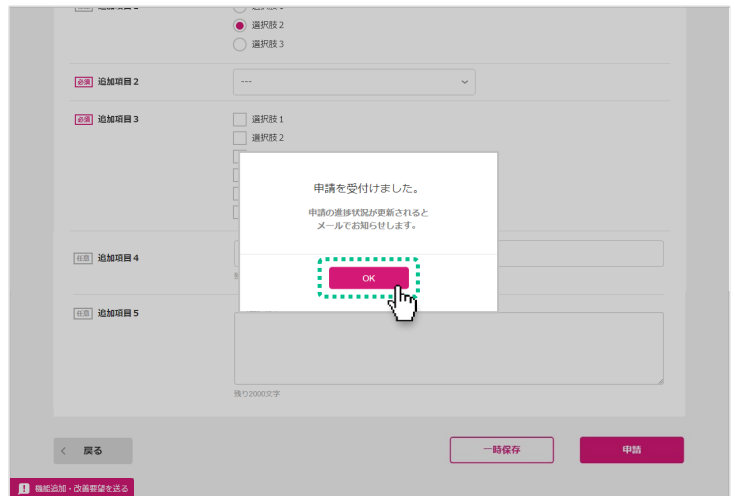 選択肢2
選択肢3
必須 追加項目2
---
必須 追加項目3
選択肢1
選択肢2
申請を受付けました。
申請の進捗状況が更新されると
メールでお知らせします。
OK
任意 追加項目4
任意 追加項目5
残り2000文字
戻る
一時保存
申請
機能追加・改善要望を送る